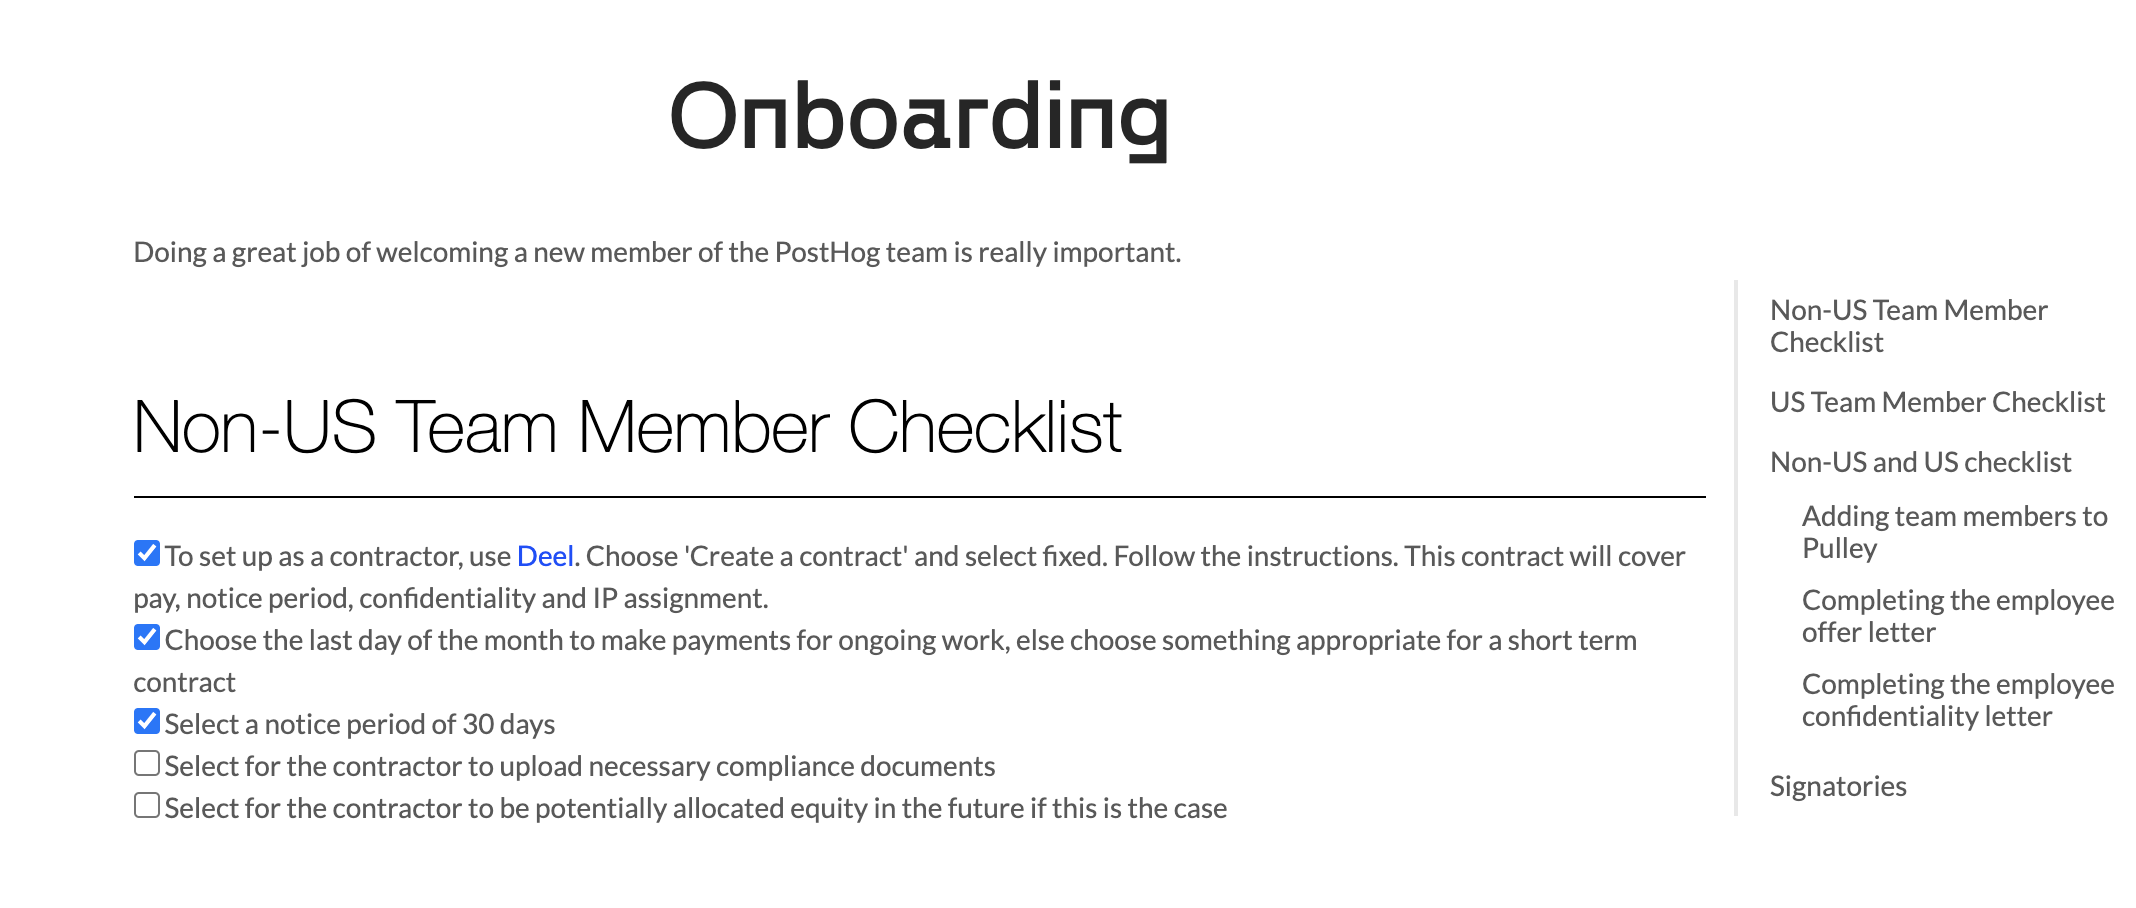 Onboarding
Doing a great job of welcoming a new member of the PostHog team is really important.
Non-US Team Member Checklist
To set up as a contractor, use Deel. Choose 'Create a contract' and select fixed. Follow the instructions. This contract will cover
pay, notice period, confidentiality and IP assignment.
Choose the last day of the month to make payments for ongoing work, else choose something appropriate for a short term
contract
Select a notice period of 30 days
Select for the contractor to upload necessary compliance documents
Select for the contractor to be potentially allocated equity in the future if this is the case
Non-US Team Member
Checklist
US Team Member Checklist
Non-US and US checklist
Adding team members to
Pulley
Completing the employee
offer letter
Completing the employee
confidentiality letter
Signatories